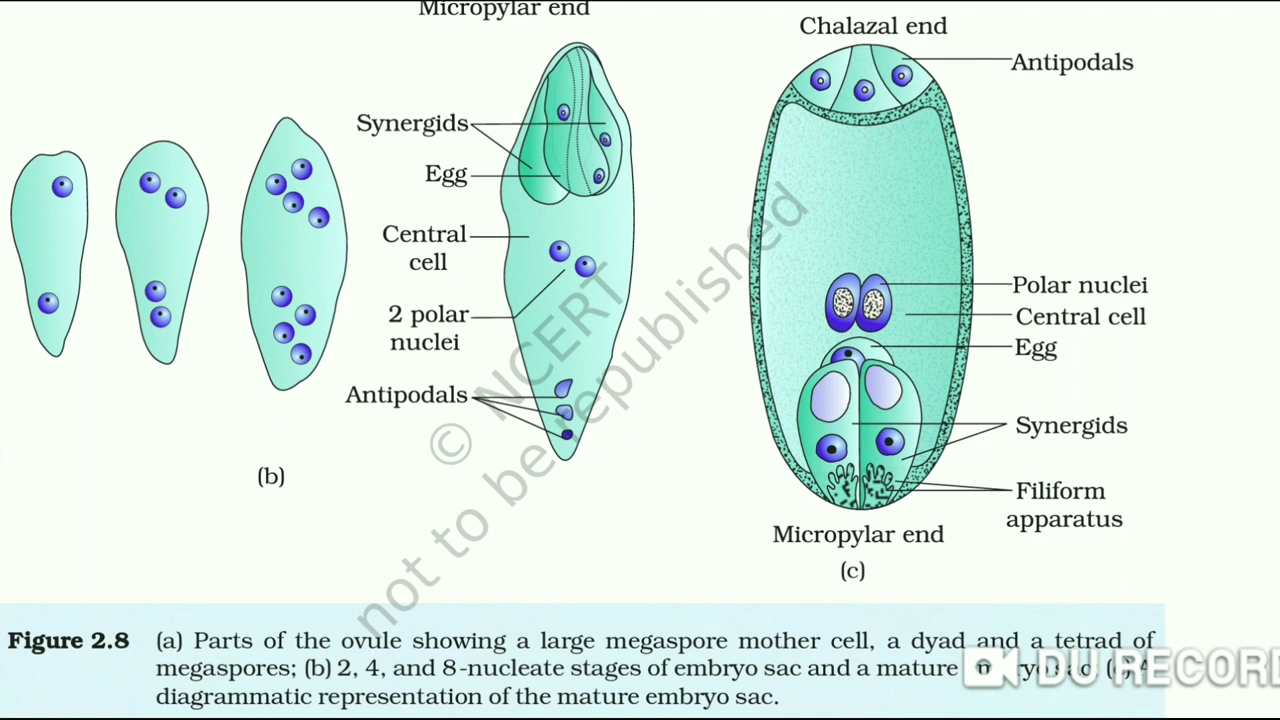 Micropylar end
Synergids
Egg
Central
cell
2 polar
nuclei
Antipodals
(b)
Chalazal end
Antipodals
Polar nuclei
Central cell
Egg
Synergids
Filiform
apparatus
Micropylar end
(c)
© NCERT
not to be republished
Figure 2.8 (a) Parts of the ovule showing a large megaspore mother cell, a dyad and a tetrad of
megaspores; (b) 2, 4, and 8-nucleate stages of embryo sac and a mature
diagrammatic representation of the mature embryo sac.
DU RECORD